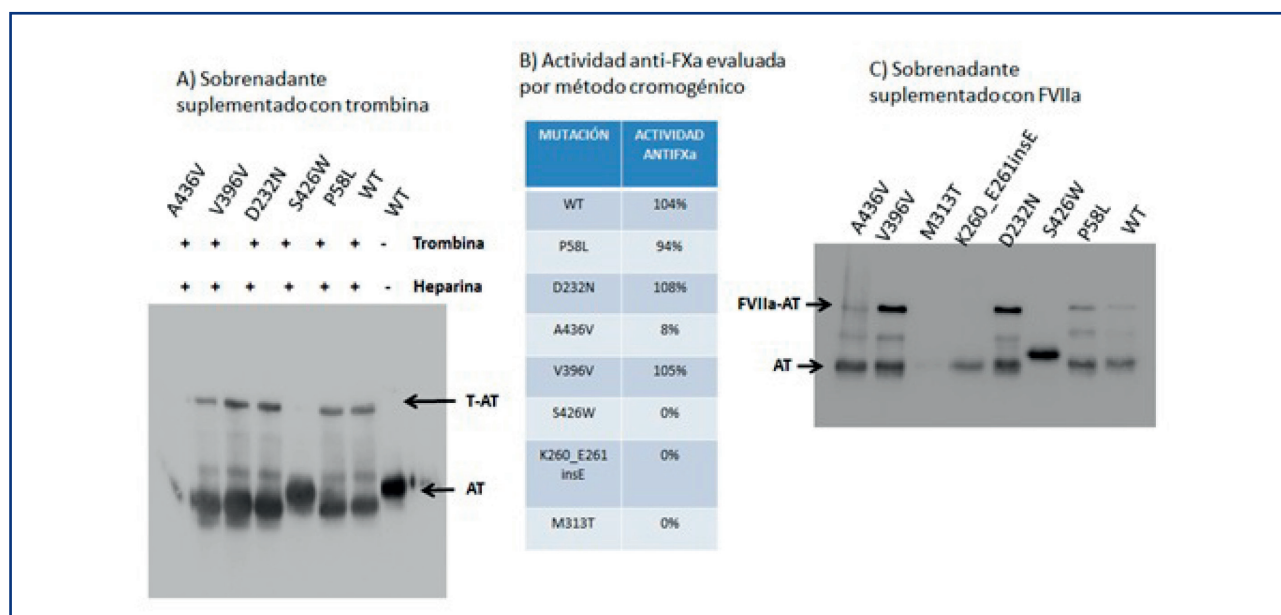 A) Sobrenadante
suplementado con trombina
A436V
V396V
D232N
S426W
P58L
WT
WT
+ + + + + + - Trombina
+ + + + + + - Heparina
T-AT
AT
B) Actividad anti-FXa evaluada
por método cromogénico
MUTACIÓN ACTIVIDAD
ANTIFXa
WT 104%
P58L 94%
D232N 108%
A436V 8%
V396V 105%
S426W 0%
K260_E261
insE 0%
M313T 0%
C) Sobrenadante
suplementado con FVIIa
A436V
V396V
M313T
K260_E261insE
D232N
S426W
P58L
WT
FVIIa-AT
AT